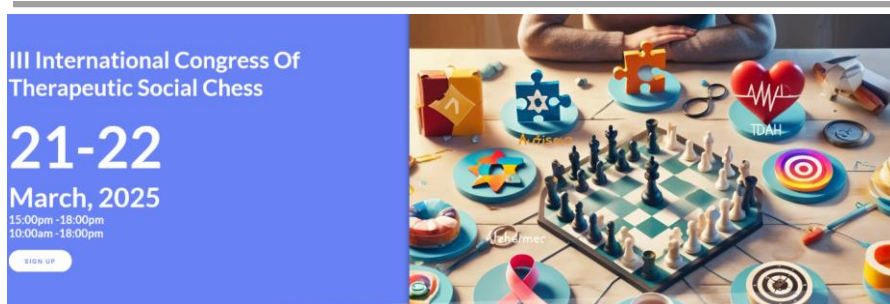 III International Congress Of
Therapeutic Social Chess
21-22
March, 2025
15:00pm -18:00pm
10:00am -18:00pm
SIGN UP
TDAH